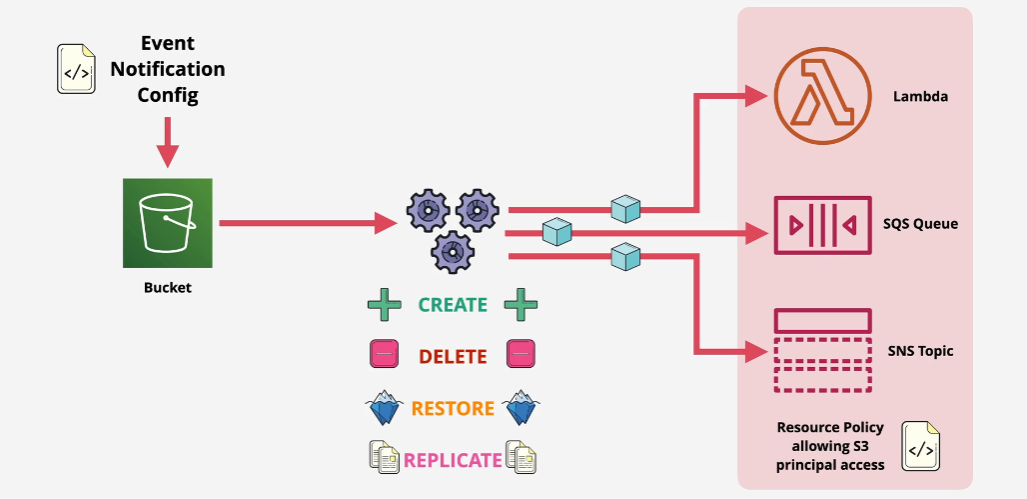 Event
Notification
Config
</>
Bucket
CREATE
DELETE
RESTORE
REPLICATE
Lambda
SQS Queue
SNS Topic
Resource Policy
allowing S3
principal access
</>